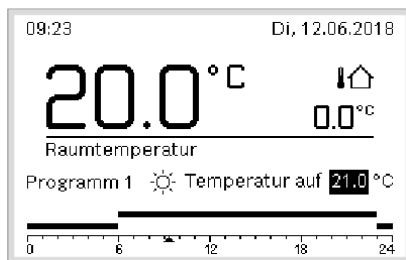 09:23 Di, 12.06.2018
20.0°C
0.0°C
Raumtemperatur
Programm 1 Temperatur auf 21.0 °C
0 6 12 18 24